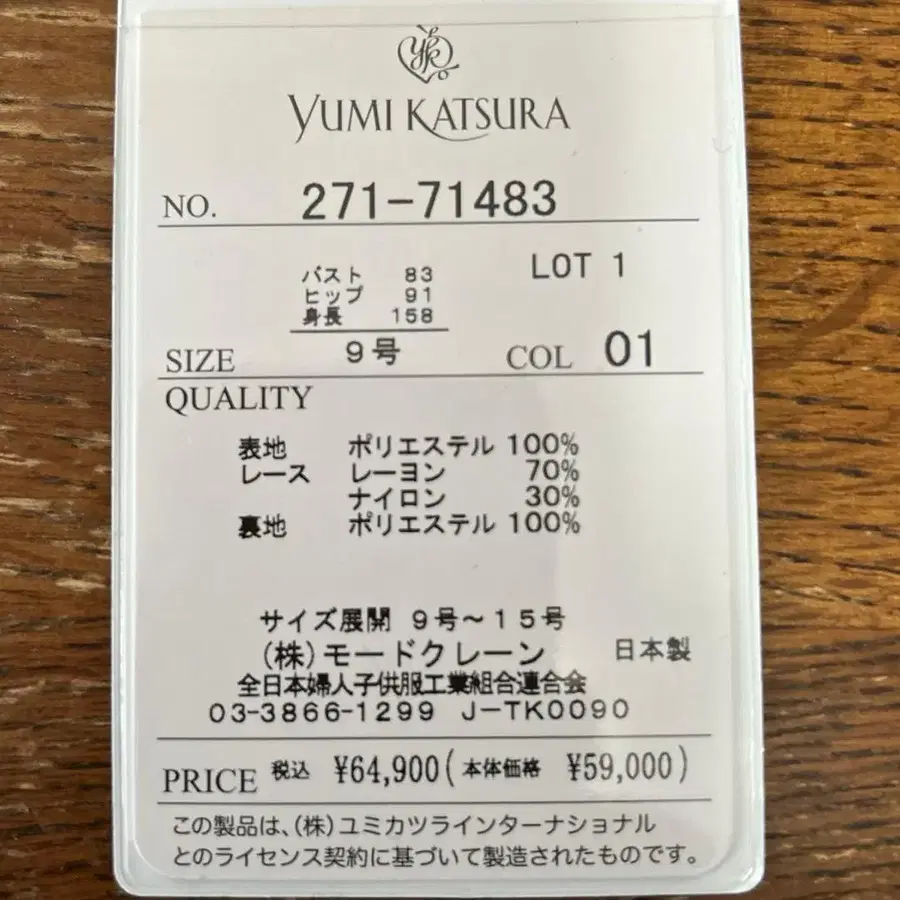 yk
YUMI KATSURA
NO. 271-71483
LOT 1
バスト 83
ヒップ 91
身長 158
SIZE 9号 COL 01
QUALITY
表地 ポリエステル 100%
レース レーヨン 70%
ナイロン 30%
裏地 ポリエステル 100%
サイズ展開 9号～15号
(株)モードクレーン 日本製
全日本婦人子供服工業組合連合会
03-3866-1299 J-TK0090
PRICE 税込 ¥64,900(本体価格 ¥59,000)
この製品は、(株)ユミカツラインターナショナル
とのライセンス契約に基づいて製造されたものです。